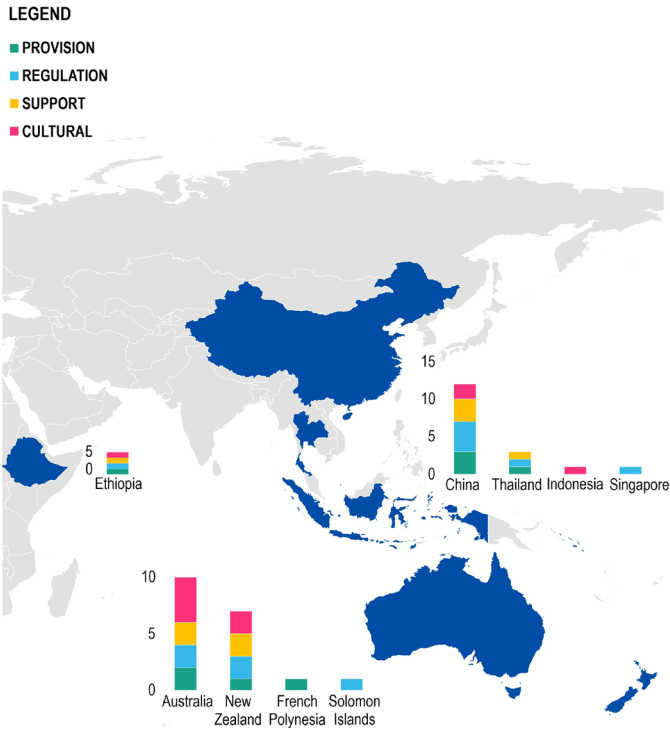 LEGEND
PROVISION
REGULATION
SUPPORT
CULTURAL
15
10
5
0
China Thailand Indonesia Singapore
5
0
Ethiopia
10
5
0
Australia New Zealand French Polynesia Solomon Islands